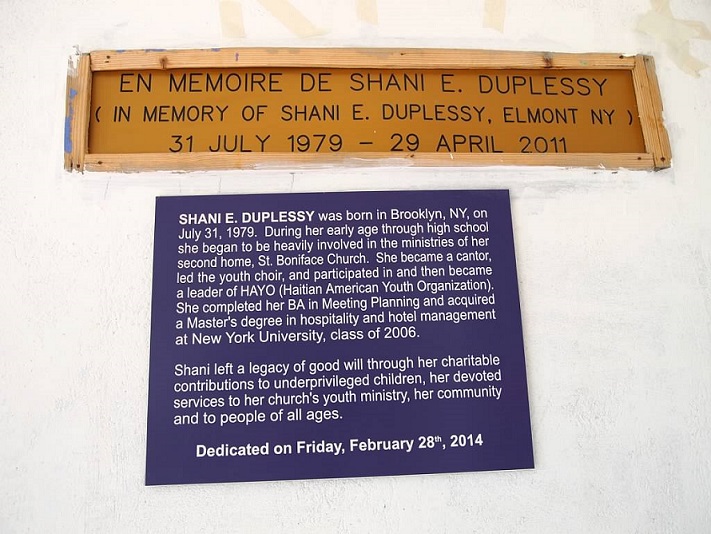 EN MEMOIRE DE SHANI E. DUPLESSY
( IN MEMORY OF SHANI E. DUPLESSY, ELMONT NY )
31 JULY 1979 – 29 APRIL 2011
SHANI E. DUPLESSY was born in Brooklyn, NY, on
July 31, 1979. During her early age through high school
she began to be heavily involved in the ministries of her
second home, St. Boniface Church. She became a cantor,
led the youth choir, and participated in and then became
a leader of HAYO (Haitian American Youth Organization).
She completed her BA in Meeting Planning and acquired
a Master's degree in hospitality and hotel management
at New York University, class of 2006.
Shani left a legacy of good will through her charitable
contributions to underprivileged children, her devoted
services to her church's youth ministry, her community
and to people of all ages.
Dedicated on Friday, February 28th, 2014